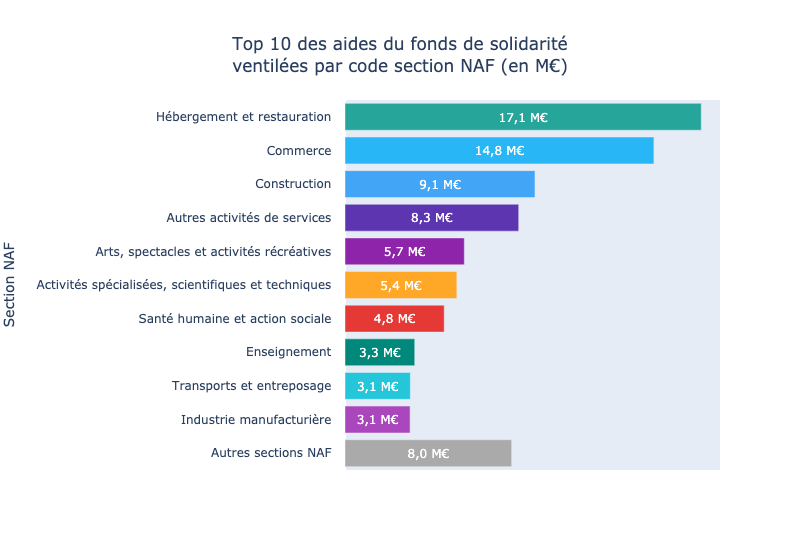 Top 10 des aides du fonds de solidarité
ventilées par code section NAF (en M€)
Section NAF
Hébergement et restauration 17,1 M€
Commerce 14,8 M€
Construction 9,1 M€
Autres activités de services 8,3 M€
Arts, spectacles et activités récréatives 5,7 M€
Activités spécialisées, scientifiques et techniques 5,4 M€
Santé humaine et action sociale 4,8 M€
Enseignement 3,3 M€
Transports et entreposage 3,1 M€
Industrie manufacturière 3,1 M€
Autres sections NAF 8,0 M€